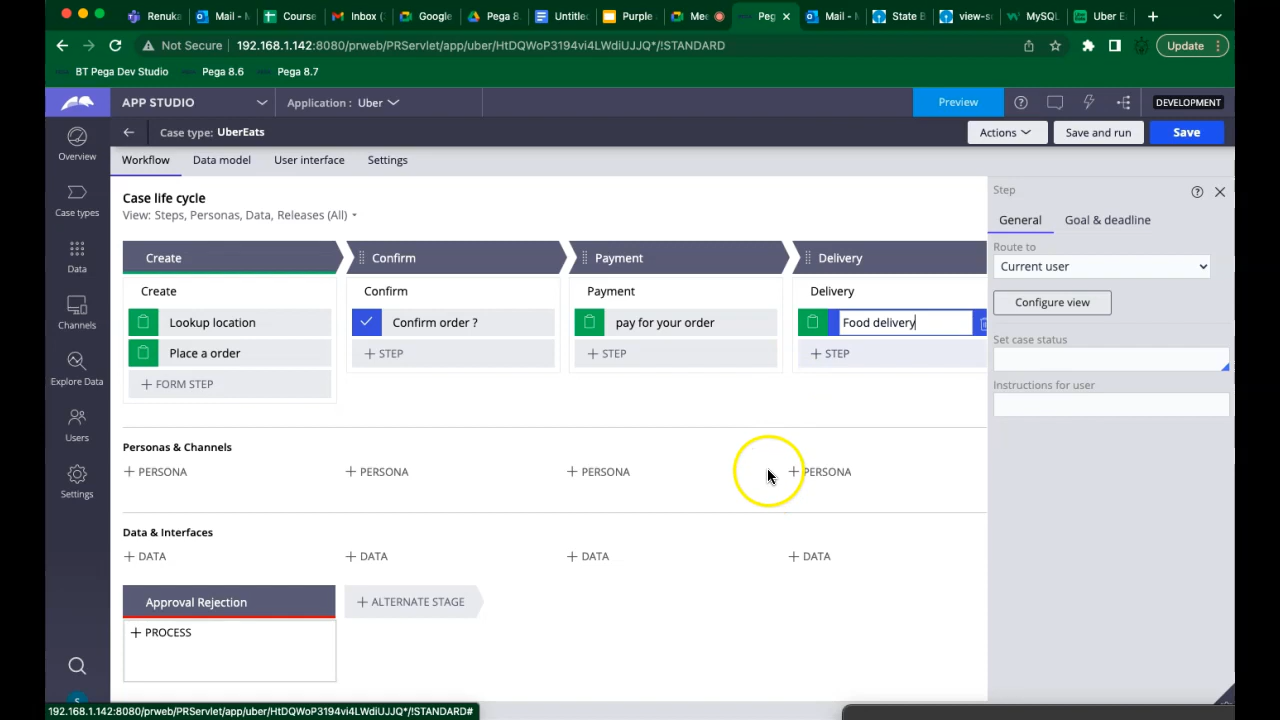 Renuka
Mail -
Course
Inbox (
Google
Pega 8.
Untitle
Purple
Mee
Peg
Mail -
State B
view-s
MySQL
Uber E
Not Secure
192.168.1.142:8080/prweb/PRServlet/app/uber/HtDQWoP3194vi4LWdiUJJQ*/!STANDARD
Update
BT Pega Dev Studio
Pega 8.6
Pega 8.7
APP STUDIO
Application : Uber
Preview
DEVELOPMENT
Case type: UberEats
Actions
Save and run
Save
Overview
Case types
Data
Channels
Explore Data
Users
Settings
Workflow
Data model
User interface
Settings
Case life cycle
View: Steps, Personas, Data, Releases (All)
Create
Confirm
Payment
Delivery
Create
Confirm
Payment
Delivery
Lookup location
Confirm order ?
pay for your order
Food delivery
Place a order
+ STEP
+ STEP
+ STEP
+ FORM STEP
Personas & Channels
+ PERSONA
+ PERSONA
+ PERSONA
+ PERSONA
Data & Interfaces
+ DATA
+ DATA
+ DATA
+ DATA
Approval Rejection
+ ALTERNATE STAGE
+ PROCESS
Step
General
Goal & deadline
Route to
Current user
Configure view
Set case status
Instructions for user
S
192.168.1.142:8080/prweb/PRServlet/app/uber/HtDQWoP3194vi4LWdiUJJQ*/!STANDARD#